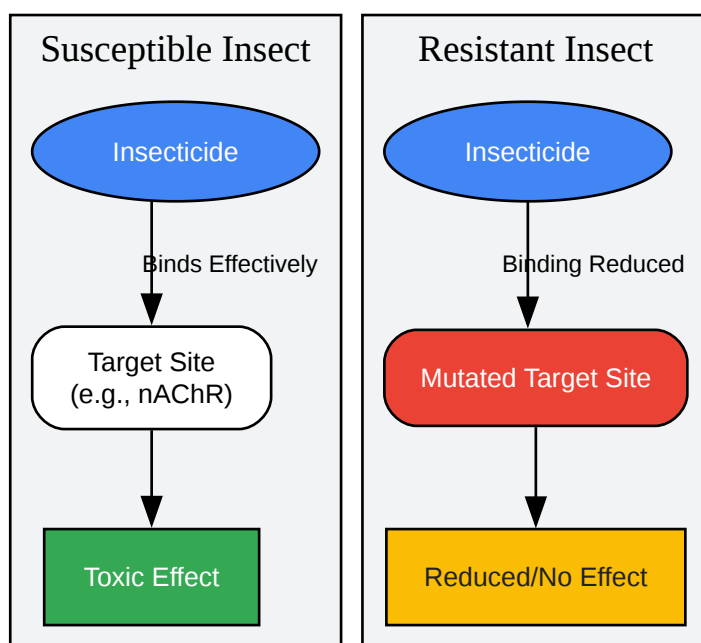 Susceptible Insect
Insecticide
Binds Effectively
Target Site
(e.g., nAChR)
Toxic Effect
Resistant Insect
Insecticide
Binding Reduced
Mutated Target Site
Reduced/No Effect